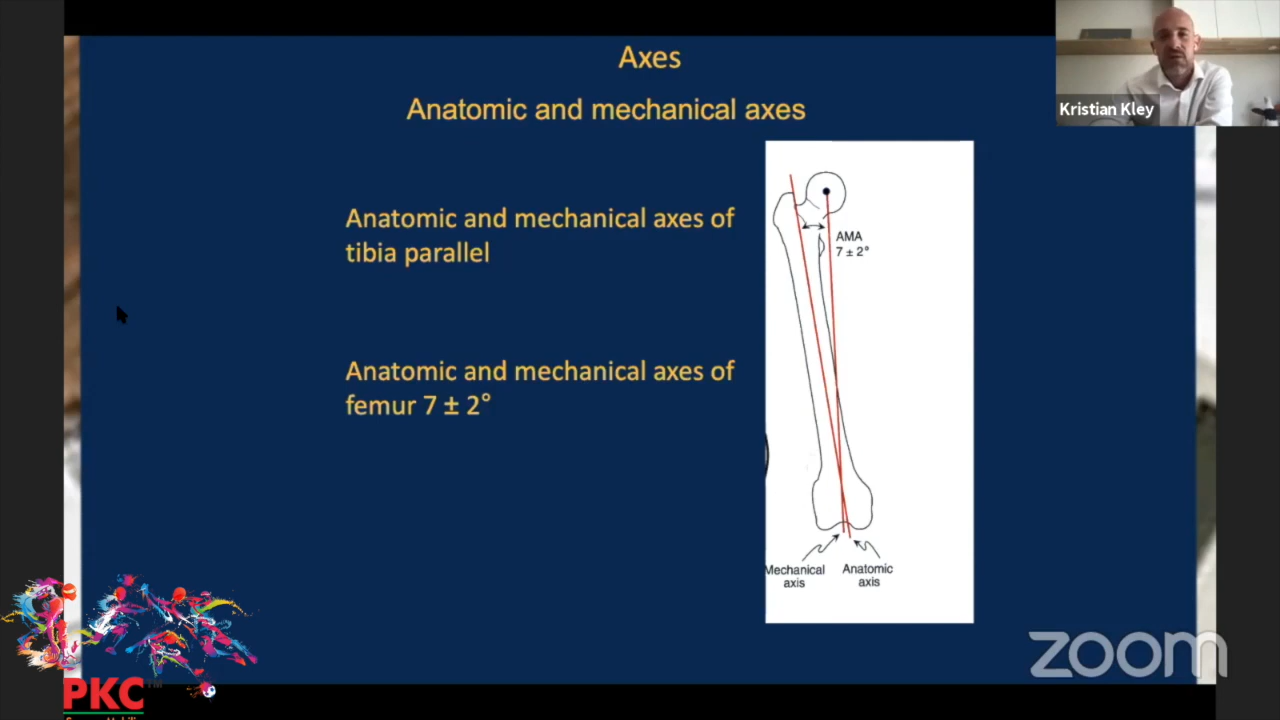 Axes
Anatomic and mechanical axes
Kristian Kley
Anatomic and mechanical axes of
tibia parallel
AMA
7 ± 2°
Anatomic and mechanical axes of
femur 7 ± 2°
Mechanical
axis
Anatomic
axis
zoom
PKC